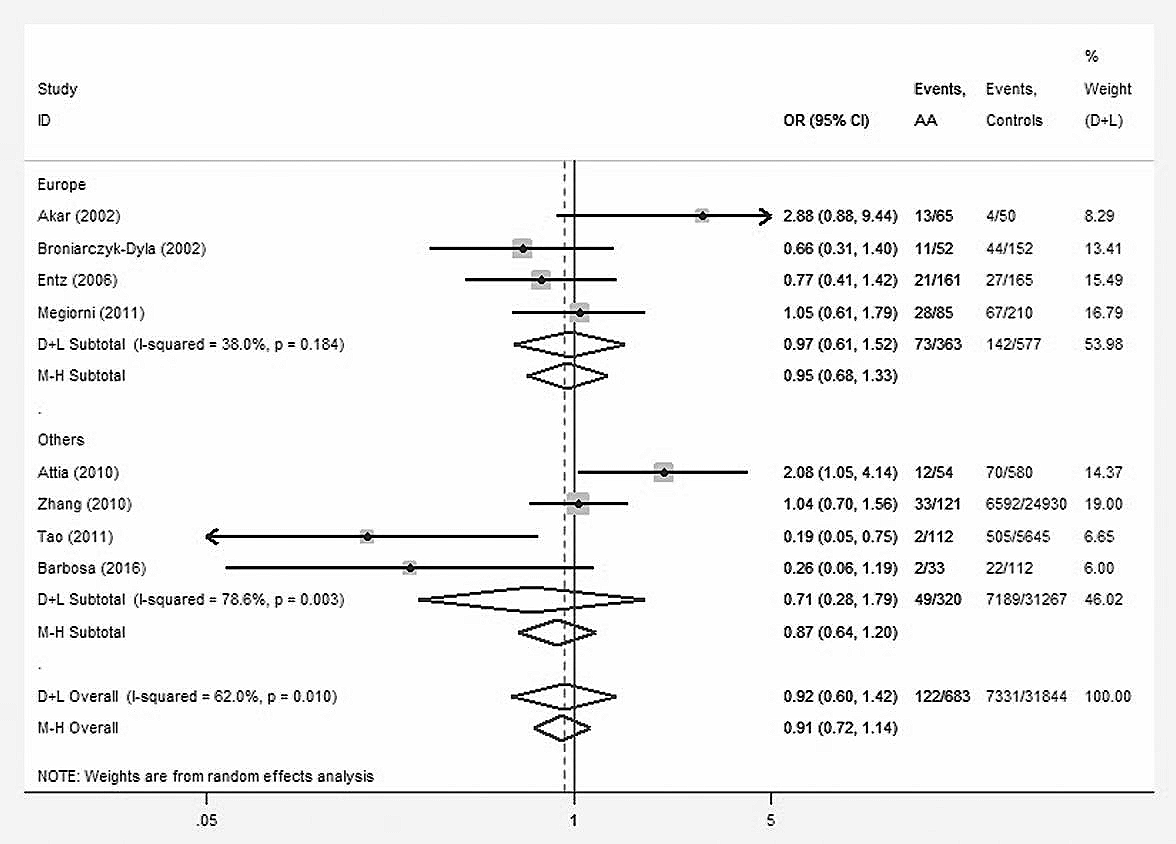 %
Study Events, Events, Weight
ID OR (95% CI) AA Controls (D+L)
Europe
Akar (2002) 2.88 (0.88, 9.44) 13/65 4/50 8.29
Broniarczyk-Dyla (2002) 0.66 (0.31, 1.40) 11/52 44/152 13.41
Entz (2006) 0.77 (0.41, 1.42) 21/161 27/165 15.49
Megiorni (2011) 1.05 (0.61, 1.79) 28/85 67/210 16.79
D+L Subtotal (I-squared = 38.0%, p = 0.184) 0.97 (0.61, 1.52) 73/363 142/577 53.98
M-H Subtotal 0.95 (0.68, 1.33)
.
Others
Attia (2010) 2.08 (1.05, 4.14) 12/54 70/580 14.37
Zhang (2010) 1.04 (0.70, 1.56) 33/121 6592/24930 19.00
Tao (2011) 0.19 (0.05, 0.75) 2/112 505/5645 6.65
Barbosa (2016) 0.26 (0.06, 1.19) 2/33 22/112 6.00
D+L Subtotal (I-squared = 78.6%, p = 0.003) 0.71 (0.28, 1.79) 49/320 7189/31267 46.02
M-H Subtotal 0.87 (0.64, 1.20)
.
D+L Overall (I-squared = 62.0%, p = 0.010) 0.92 (0.60, 1.42) 122/683 7331/31844 100.00
M-H Overall 0.91 (0.72, 1.14)
NOTE: Weights are from random effects analysis
.05 1 5